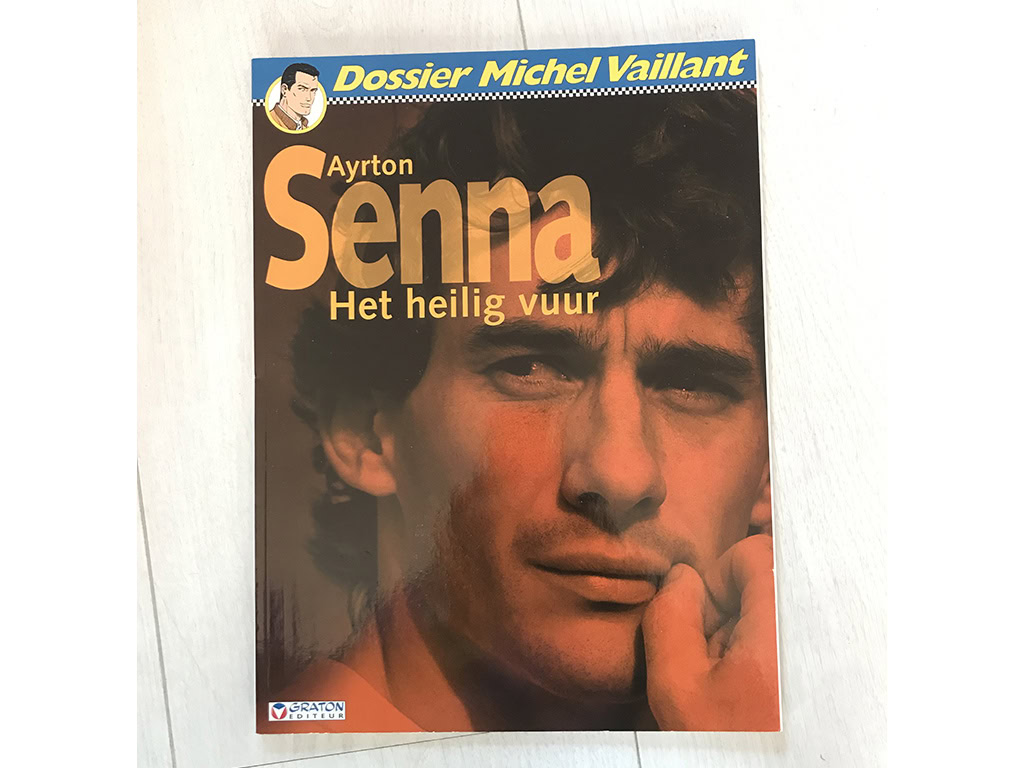 Dossier Michel Vaillant
Ayrton
Senna
Het heilig vuur
GRATON
EDITEUR